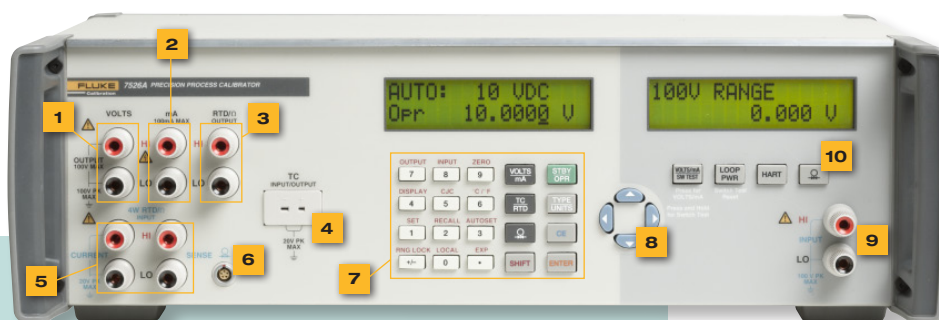 2
FLUKE
Calibration
7526A PRECISION PROCESS CALIBRATOR
1
VOLTS
mA
100mA MAX
RTD/Ω
OUTPUT
3
HI
HI
HI
OUTPUT
100V MAX
LO
LO
LO
100V PK
MAX
4W RTD/Ω
INPUT
HI
CURRENT
SENSE
LO
20V PK
MAX
5
6
TC
INPUT/OUTPUT
4
20V PK
MAX
AUTO: 10 VDC
Opr 10.0000 V
100V RANGE
0.000 V
OUTPUT INPUT ZERO
7 8 9
VOLTS
mA
STBY
OPR
DISPLAY CJC °C/°F
4 5 6
TC
RTD
TYPE
UNITS
SET RECALL AUTOSET
1 2 3
CE
RNG LOCK LOCAL EXP
+/- 0 •
SHIFT
ENTER
7
8
VOLTS/mA
SW TEST
LOOP
PWR
HART
10
HI
INPUT
LO
9